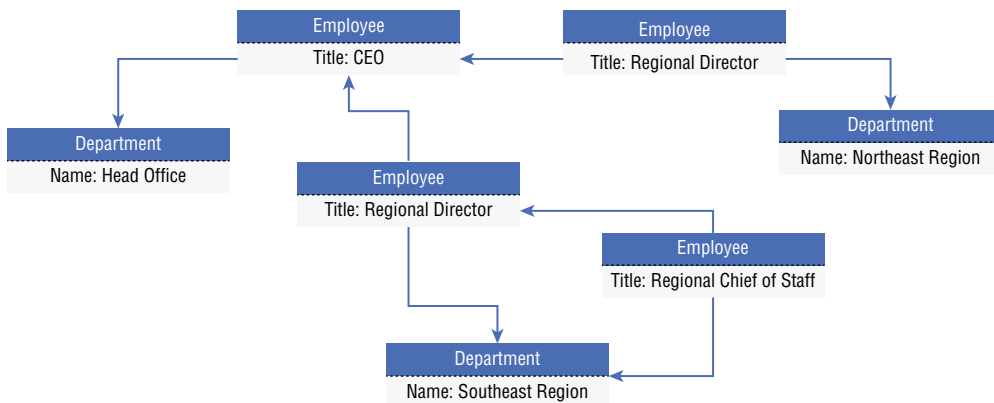 Employee
Title: CEO
Employee
Title: Regional Director
Department
Name: Head Office
Department
Name: Northeast Region
Employee
Title: Regional Director
Employee
Title: Regional Chief of Staff
Department
Name: Southeast Region